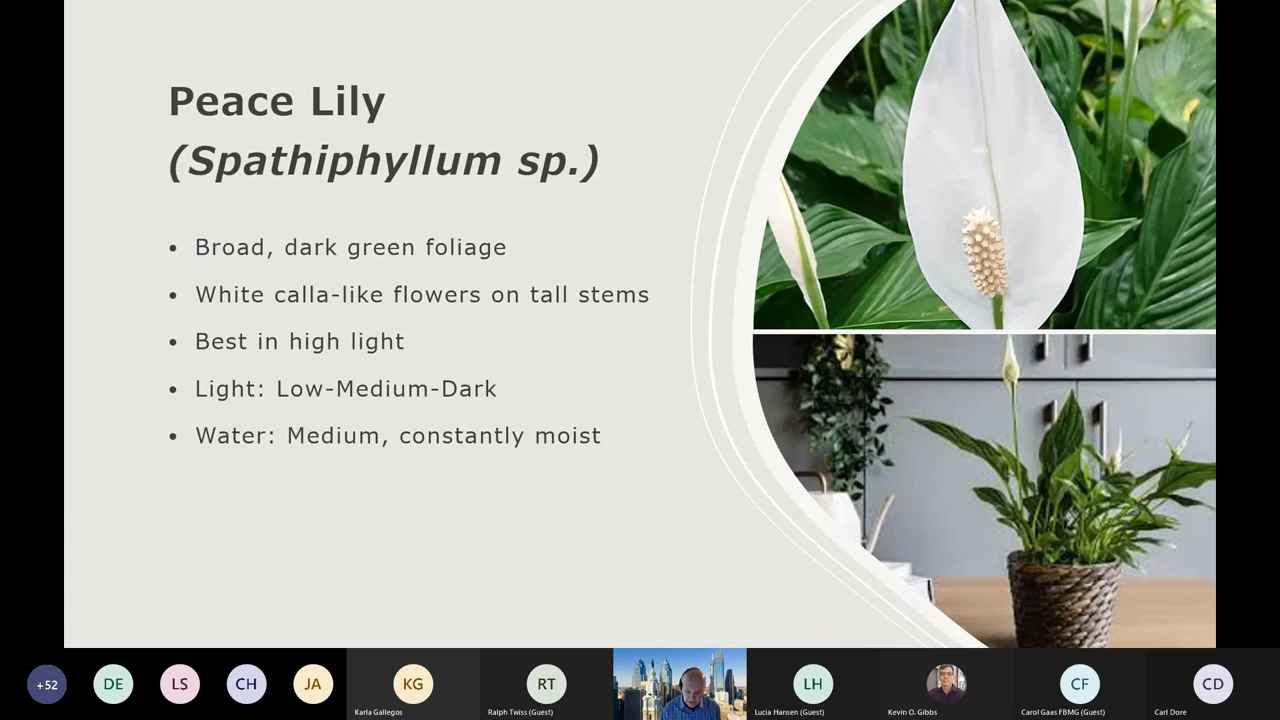 Peace Lily
(Spathiphyllum sp.)
• Broad, dark green foliage
• White calla-like flowers on tall stems
• Best in high light
• Light: Low-Medium-Dark
• Water: Medium, constantly moist
+52
DE
LS
CH
JA
KG
Karla Gallegos
RT
Ralph Twiss (Guest)
LH
Lucia Hansen (Guest)
Kevin O. Gibbs
CF
Carol Gaas FBMG (Guest)
CD
Carl Dore